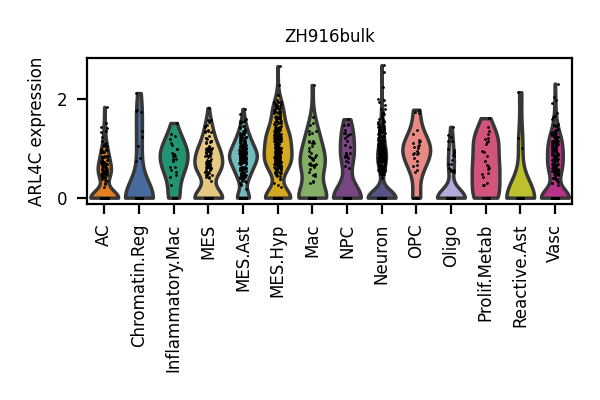 ZH916bulk
ARL4C expression
2
0
AC
Chromatin.Reg
Inflammatory.Mac
MES
MES.Ast
MES.Hyp
Mac
NPC
Neuron
OPC
Oligo
Prolif.Metab
Reactive.Ast
Vasc